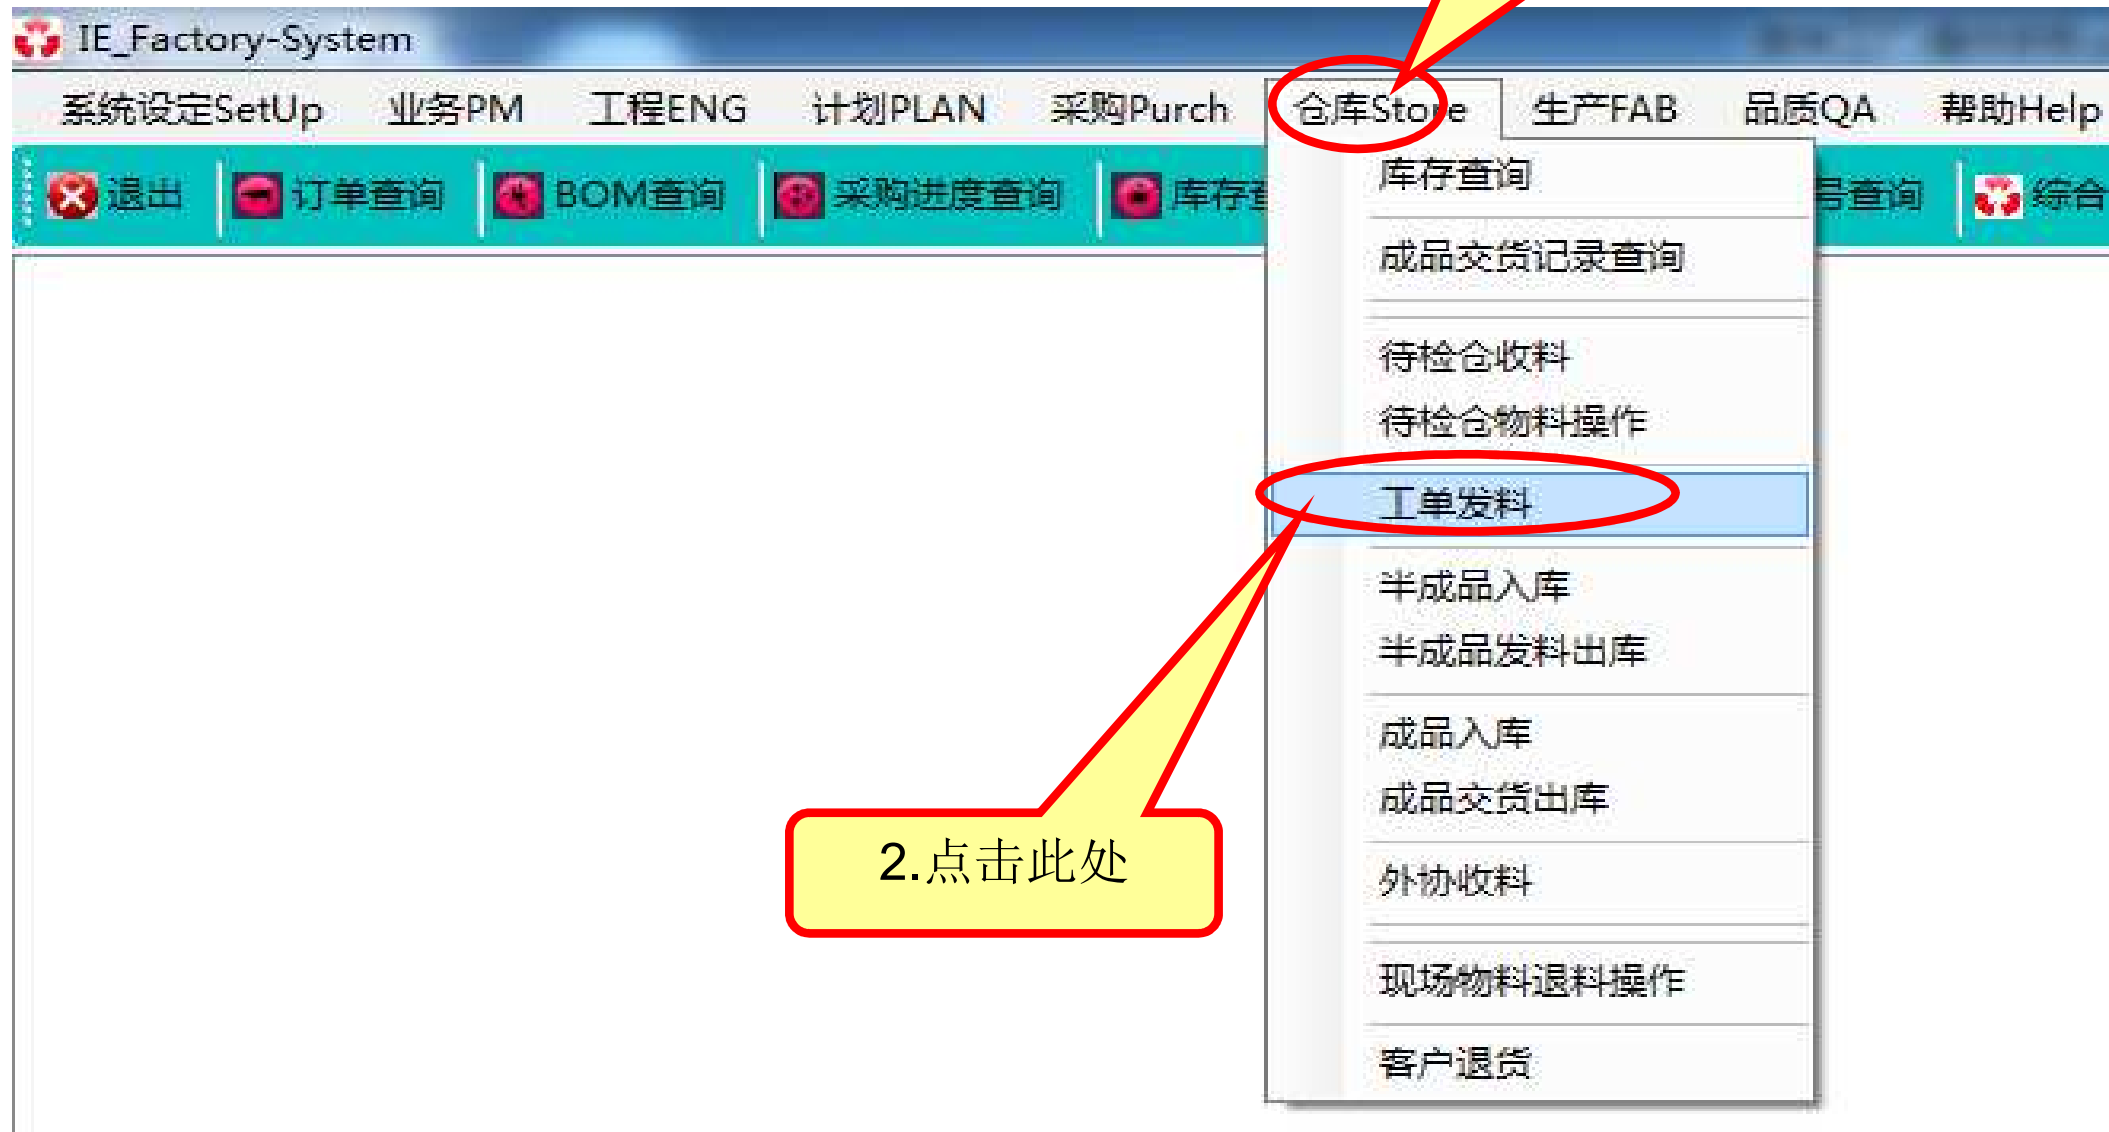 IE_Factory-System
系统设定SetUp 业务PM 工程ENG 计划PLAN 采购Purch 仓库Store 生产FAB 品质QA 帮助Help
退出 订单查询 BOM查询 采购进度查询 库存 号查询 综合
库存查询
成品交货记录查询
待检仓收料
待检仓物料操作
工单发料
半成品入库
半成品发料出库
成品入库
成品交货出库
2.点击此处
外协收料
现场物料退料操作
客户退货